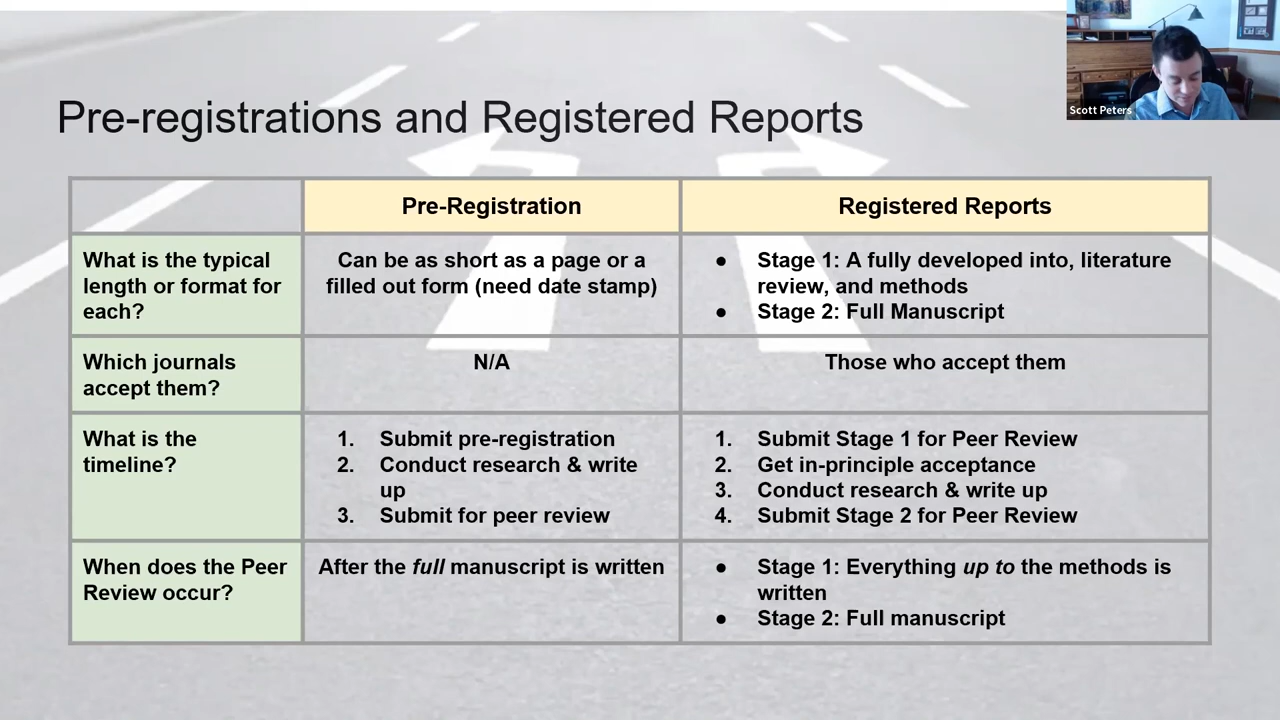 Scott Peters
Pre-registrations and Registered Reports
Pre-Registration
Registered Reports
What is the typical
length or format for
each?
Can be as short as a page or a
filled out form (need date stamp)
● Stage 1: A fully developed into, literature
review, and methods
● Stage 2: Full Manuscript
Which journals
accept them?
N/A
Those who accept them
What is the
timeline?
1. Submit pre-registration
2. Conduct research & write
up
3. Submit for peer review
1. Submit Stage 1 for Peer Review
2. Get in-principle acceptance
3. Conduct research & write up
4. Submit Stage 2 for Peer Review
When does the Peer
Review occur?
After the full manuscript is written
● Stage 1: Everything up to the methods is
written
● Stage 2: Full manuscript